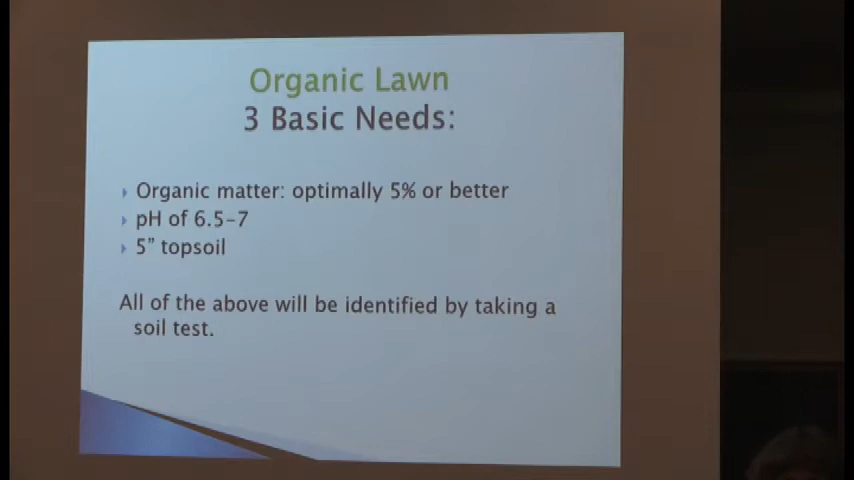 Organic Lawn
3 Basic Needs:
Organic matter: optimally 5% or better
pH of 6.5-7
5" topsoil
All of the above will be identified by taking a
soil test.